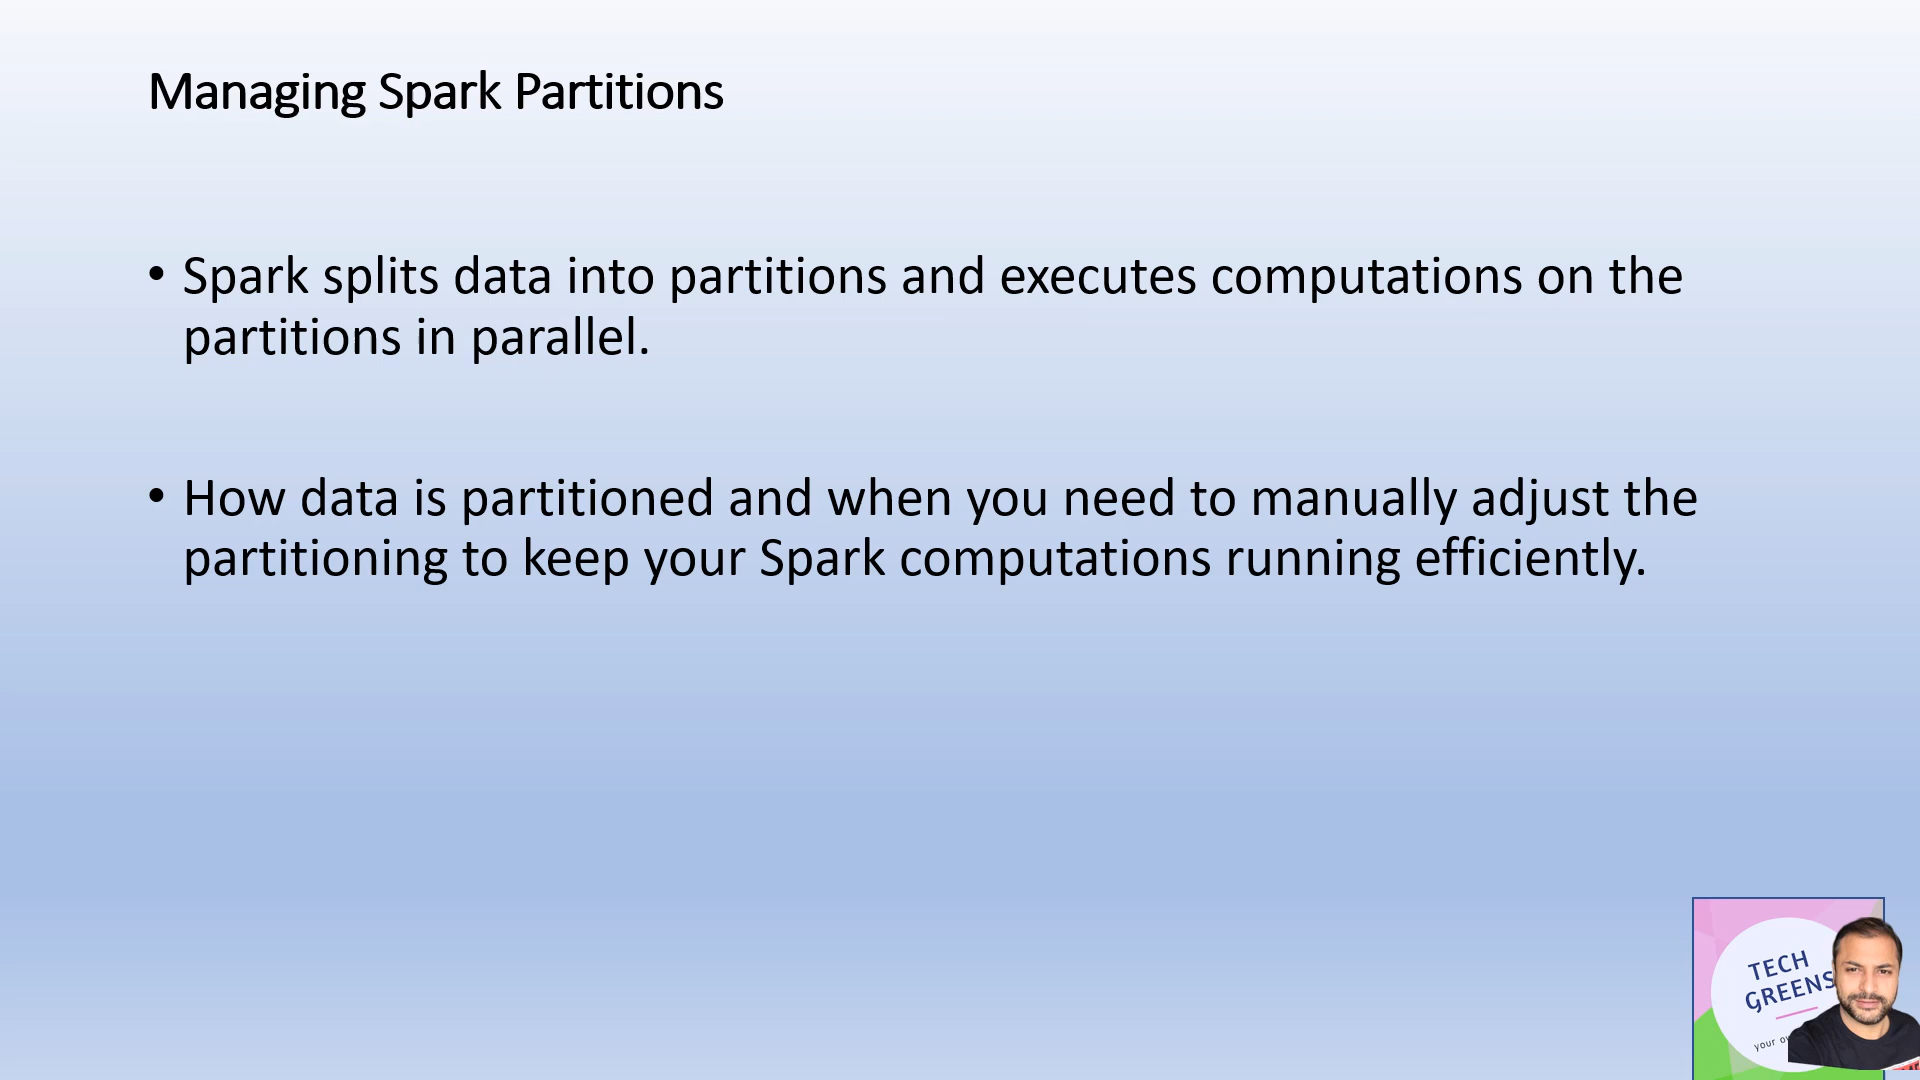 Managing Spark Partitions
• Spark splits data into partitions and executes computations on the
partitions in parallel.
• How data is partitioned and when you need to manually adjust the
partitioning to keep your Spark computations running efficiently.
TECH
GREENS
your